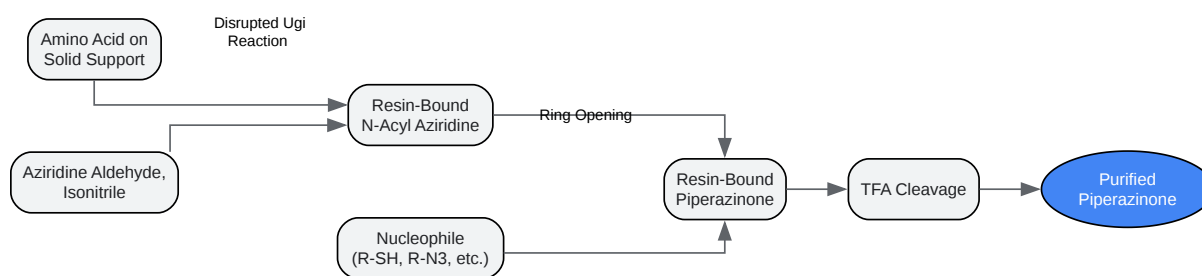 Disrupted Ugi
Reaction
Amino Acid on
Solid Support
Resin-Bound
N-Acyl Aziridine
Ring Opening
Aziridine Aldehyde,
Isonitrile
Resin-Bound
Piperazinone
TFA Cleavage
Purified
Piperazinone
Nucleophile
(R-SH, R-N3, etc.)